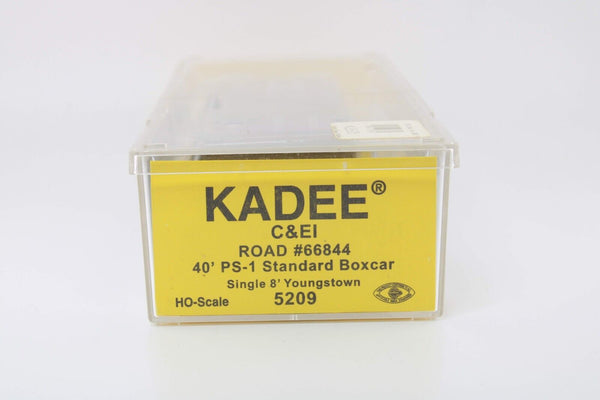 KADEE®
C&EI
ROAD #66844
40' PS-1 Standard Boxcar
Single 8' Youngstown
HO-Scale 5209